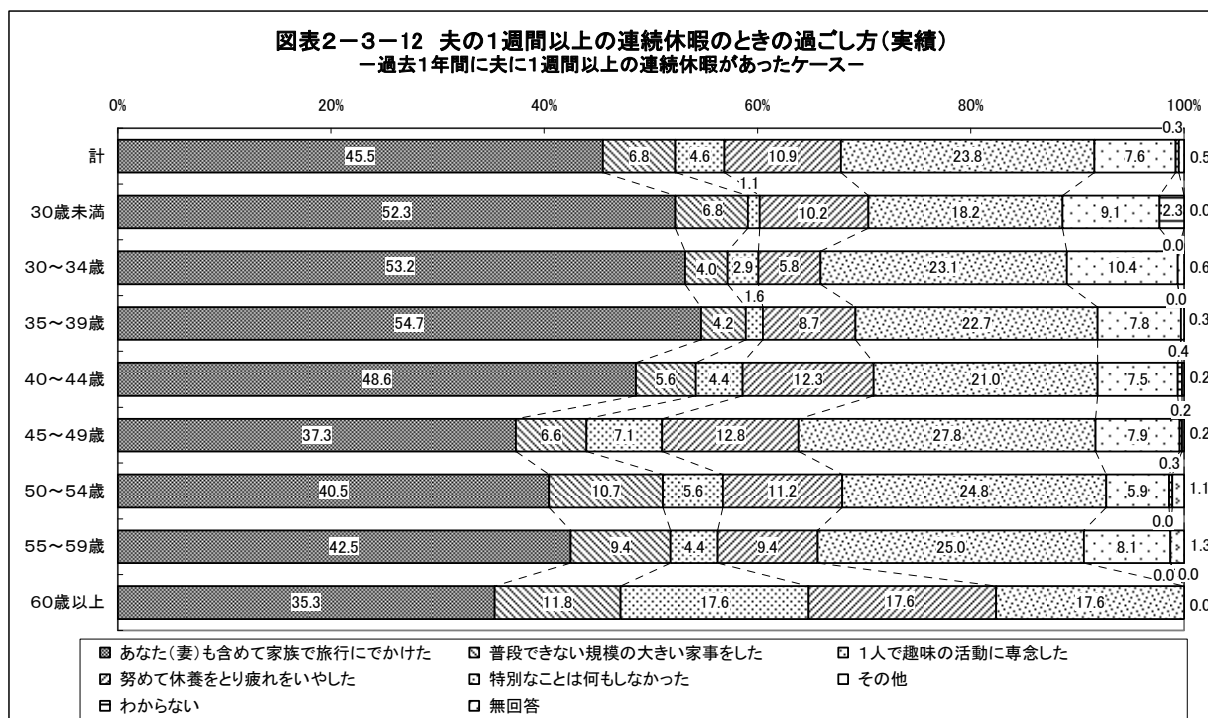 図表2－3－12 夫の1週間以上の連続休暇のときの過ごし方（実績）
－過去1年間に夫に1週間以上の連続休暇があったケース－
0% 20% 40% 60% 80% 100%
計 45.5 6.8 4.6 10.9 23.8 7.6 0.3 0.5
30歳未満 52.3 6.8 1.1 10.2 18.2 9.1 2.3 0.0
30～34歳 53.2 4.0 2.9 5.8 23.1 10.4 0.0 0.6
35～39歳 54.7 4.2 1.6 8.7 22.7 7.8 0.0 0.3
40～44歳 48.6 5.6 4.4 12.3 21.0 7.5 0.4 0.2
45～49歳 37.3 6.6 7.1 12.8 27.8 7.9 0.2 0.2
50～54歳 40.5 10.7 5.6 11.2 24.8 5.9 0.3 1.1
55～59歳 42.5 9.4 4.4 9.4 25.0 8.1 0.0 1.3
60歳以上 35.3 11.8 17.6 17.6 17.6 0.0 0.0 0.0
あなた（妻）も含めて家族で旅行にでかけた 普段できない規模の大きい家事をした 1人で趣味の活動に専念した
努めて休養をとり疲れをいやした 特別なことは何もしなかった その他
わからない 無回答